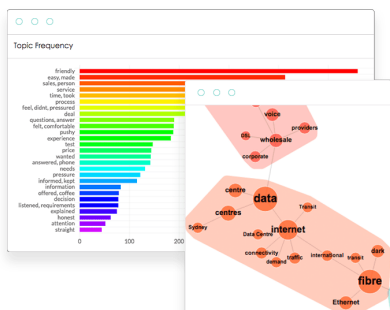 Topic Frequency
friendly
easy, made
sales, person
service
time, took
process
feel, didnt, pressured
deal
questions, answer
felt, comfortable
pushy
experience
test
price
wanted
answered, phone
needs
pressure
informed, kept
information
offered, coffee
decision
listened, requirements
explained
honest
attention
straight
0
100
200
voice
providers
DSL
wholesale
corporate
centre
data
Transit
centres
Sydney
internet
Data Centre
dark
connectivity
traffic
international
transit
demand
fibre
Ethernet